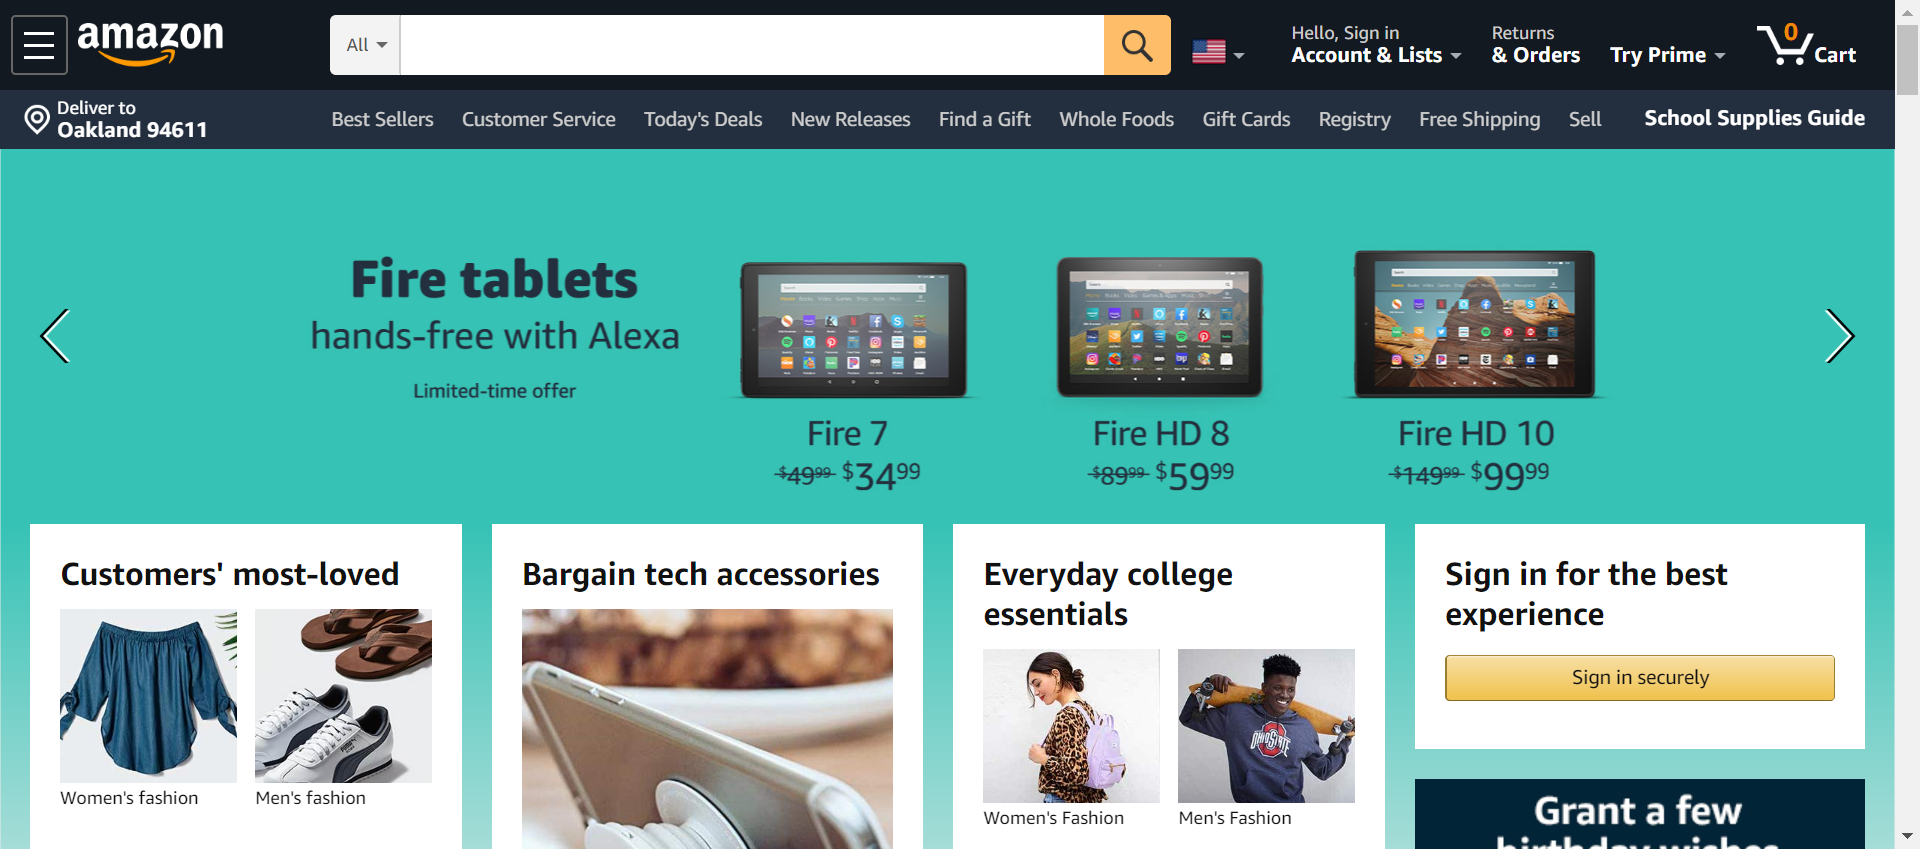 amazon
All
Hello, Sign in
Account & Lists
Returns
& Orders
Try Prime
0
Cart
Deliver to
Oakland 94611
Best Sellers
Customer Service
Today's Deals
New Releases
Find a Gift
Whole Foods
Gift Cards
Registry
Free Shipping
Sell
School Supplies Guide
Fire tablets
hands-free with Alexa
Limited-time offer
Fire 7
$49.99 $34.99
Fire HD 8
$89.99 $59.99
Fire HD 10
$149.99 $99.99
Customers' most-loved
Women's fashion
Men's fashion
Bargain tech accessories
Everyday college
essentials
OHIO STATE
Women's Fashion
Men's Fashion
Sign in for the best
experience
Sign in securely
Grant a few
birthday wishes